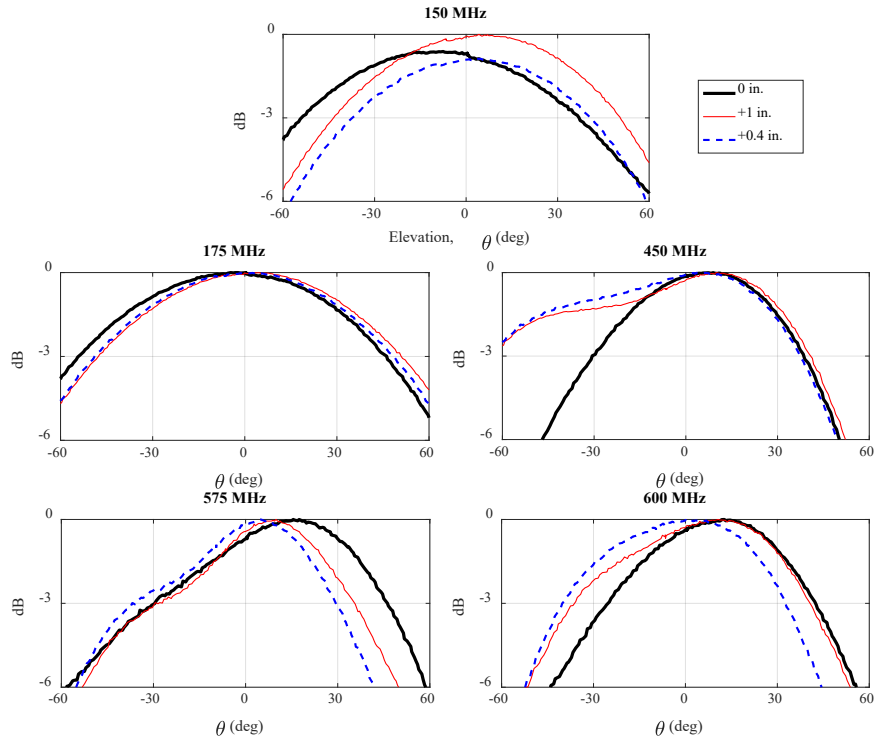 150 MHz
0
-3
-6
dB
-60
-30
0
30
60
Elevation, θ (deg)
0 in.
+1 in.
+0.4 in.
175 MHz
0
-3
-6
dB
-60
-30
0
30
60
θ (deg)
450 MHz
0
-3
-6
dB
-60
-30
0
30
60
θ (deg)
575 MHz
0
-3
-6
dB
-60
-30
0
30
60
θ (deg)
600 MHz
0
-3
-6
dB
-60
-30
0
30
60
θ (deg)